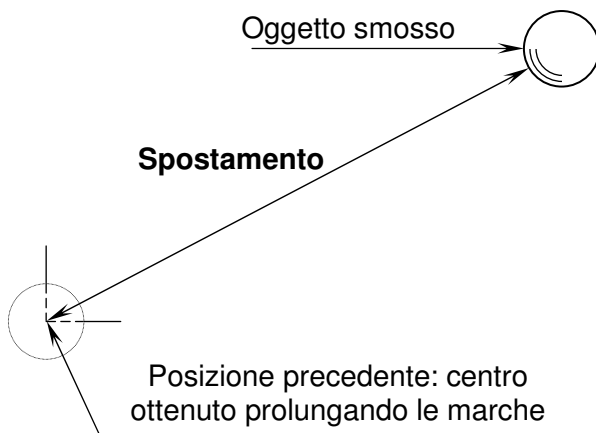 Oggetto smosso
Spostamento
Posizione precedente: centro
ottenuto prolungando le marche